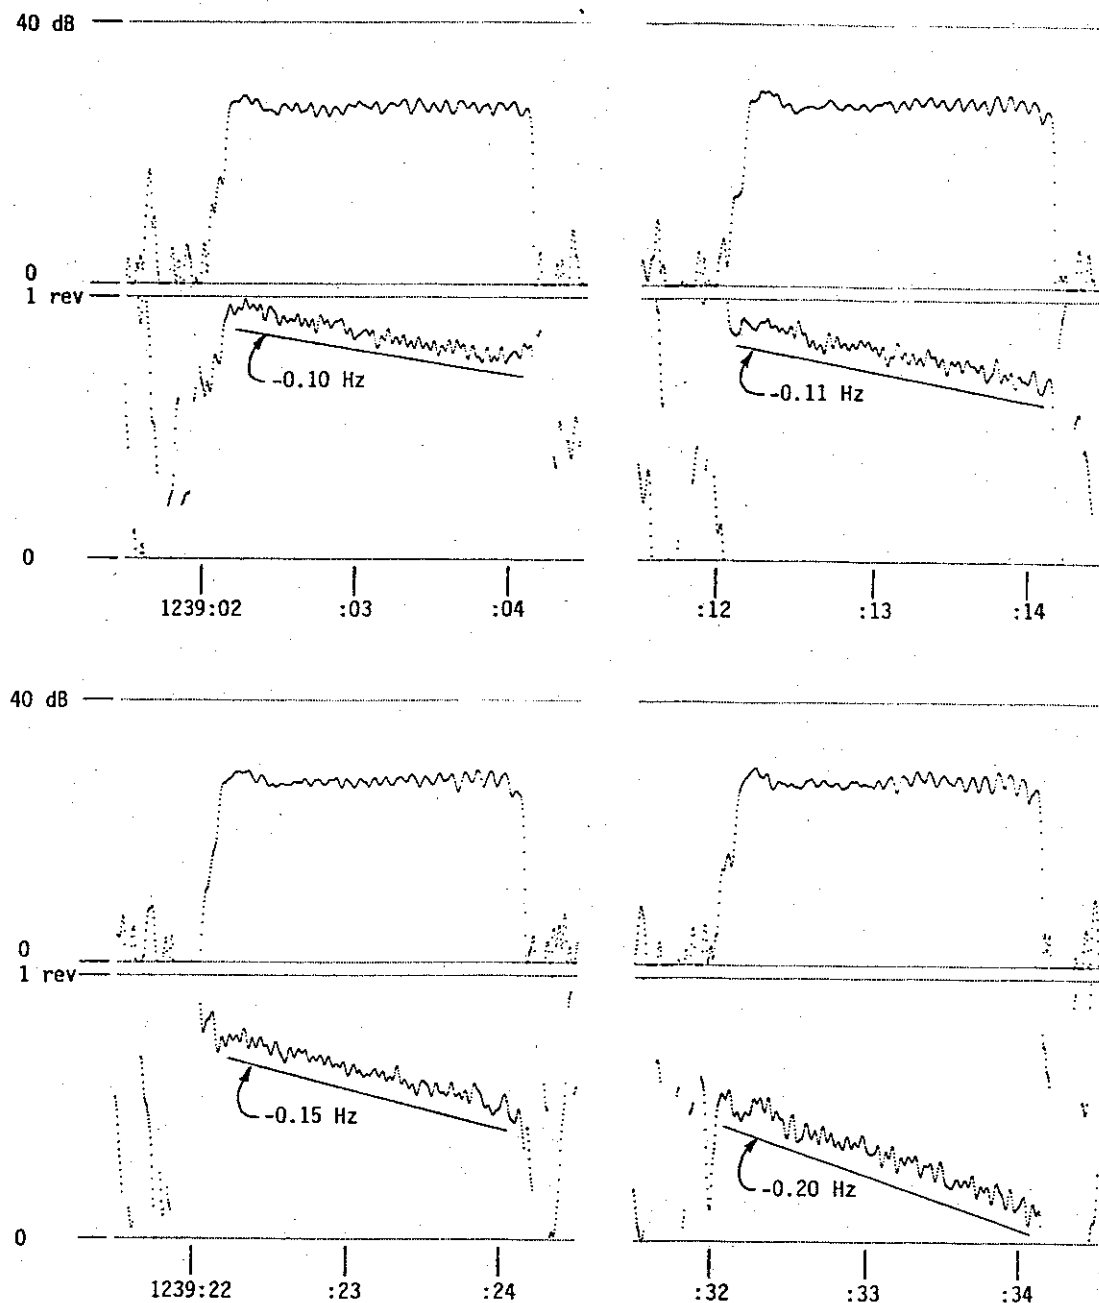 40 dB
0
1 rev
-0.10 Hz
-0.11 Hz
0
1239:02 :03 :04 :12 :13 :14
40 dB
0
1 rev
-0.15 Hz
-0.20 Hz
0
1239:22 :23 :24 :32 :33 :34